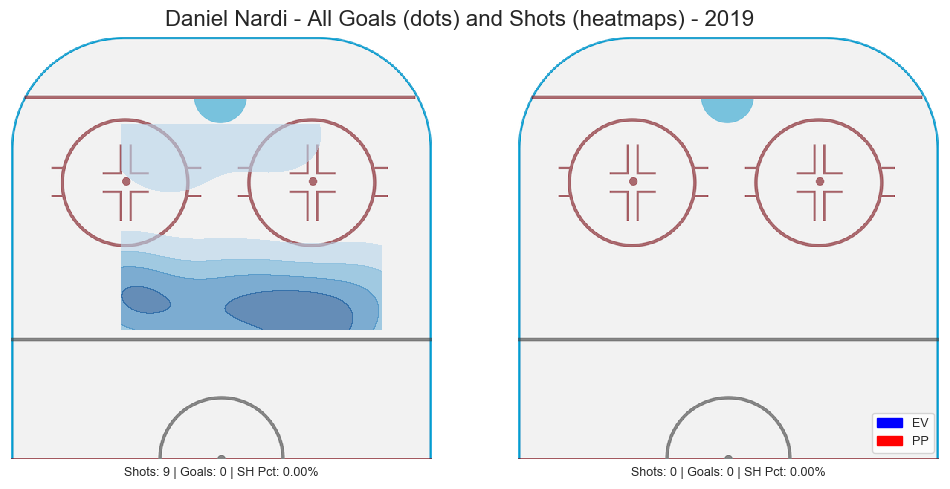 Daniel Nardi - All Goals (dots) and Shots (heatmaps) - 2019
EV
PP
Shots: 9 | Goals: 0 | SH Pct: 0.00%
Shots: 0 | Goals: 0 | SH Pct: 0.00%